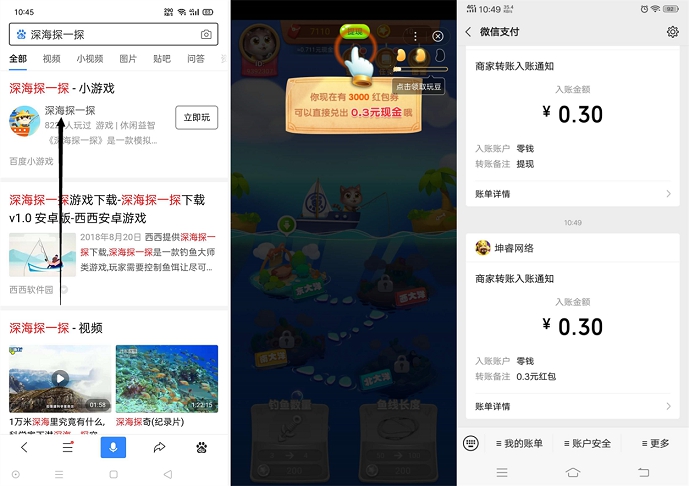 10:45
92
深海探一探
全部 视频 小视频 图片 贴吧 问答
深海探一探 - 小游戏
深海探一探
人玩过 游戏 | 休闲益智
《深海探一探》是一款模拟...
立即玩
百度小游戏
深海探一探游戏下载-深海探一探下载
v1.0 安卓版-西西安卓游戏
2018年8月20日 西西提供深海探一
探下载,深海探一探是一款钓鱼大师
类游戏,玩家需要控制鱼饵让尽可...
西西软件园
深海探一探 - 视频
01:58
1:22:15
1万米深海里究竟有什么,
深海探奇(纪录片)
7110
提现
点击领取玩豆
你现在有 3000 红包券
可以直接兑出 0.3元现金 哦
东大洋
北大洋
钓鱼数量
鱼线长度
200
200
10:49
35.4
K/s
92
微信支付
商家转账入账通知
入账金额
¥ 0.30
入账账户 零钱
转账备注 提现
账单详情
10:49
坤睿网络
商家转账入账通知
入账金额
¥ 0.30
入账账户 零钱
转账备注 0.3元红包
账单详情
我的账单 账户安全 更多